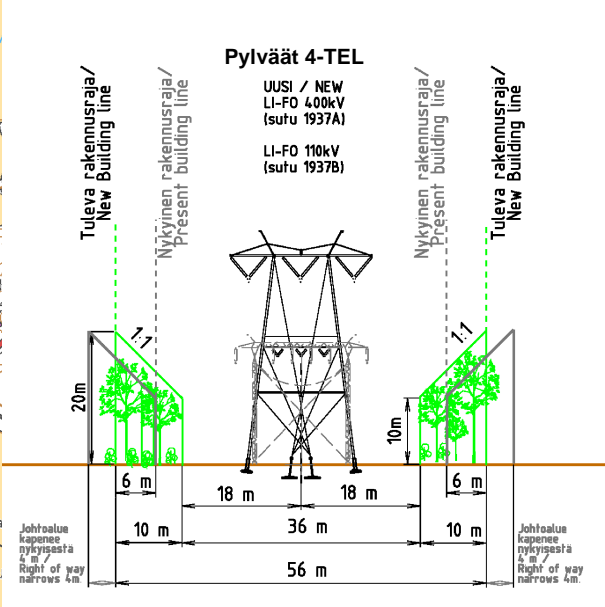 Pylväät 4-TEL
UUSI / NEW
LI-FO 400kV
(sutu 1937A)
LI-FO 110kV
(sutu 1937B)
Tuleva rakennusraja/
New Building line
Nykyinen rakennusraja/
Present building line
Nykyinen rakennusraja/
Present building line
Tuleva rakennusraja/
New Building line
1:1
1:1
20m
10m
6 m
6 m
18 m
18 m
10 m
36 m
10 m
56 m
Johtoalue
kapenee
nykyisestä
4 m /
Right of way
narrows 4m.
Johtoalue
kapenee
nykyisestä
4 m /
Right of way
narrows 4m.